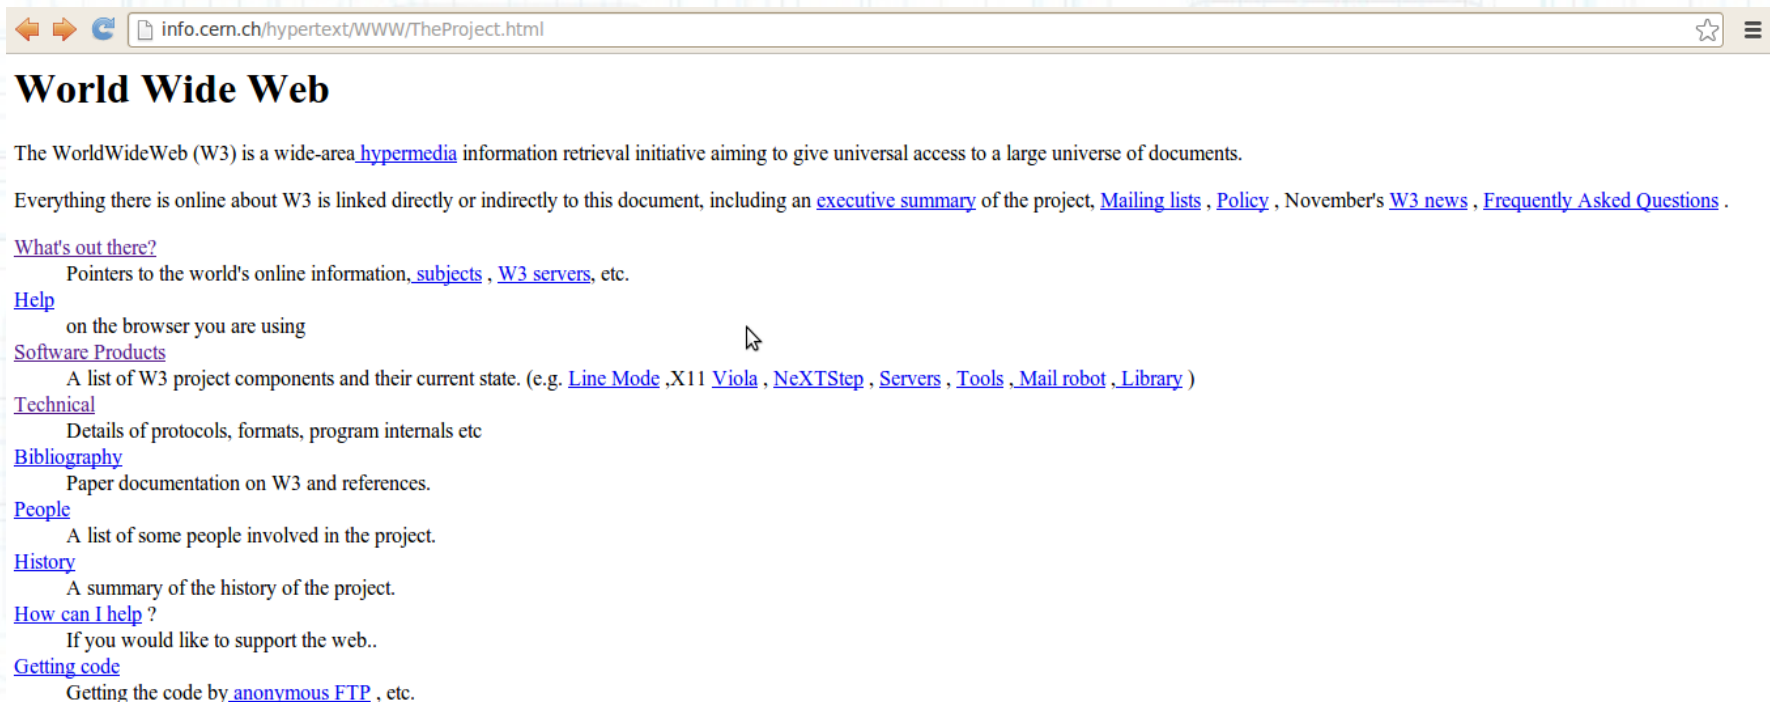 info.cern.ch/hypertext/WWW/TheProject.html
World Wide Web
The WorldWideWeb (W3) is a wide-area hypermedia information retrieval initiative aiming to give universal access to a large universe of documents.
Everything there is online about W3 is linked directly or indirectly to this document, including an executive summary of the project, Mailing lists , Policy , November's W3 news , Frequently Asked Questions .
What's out there?
Pointers to the world's online information, subjects , W3 servers, etc.
Help
on the browser you are using
Software Products
A list of W3 project components and their current state. (e.g. Line Mode ,X11 Viola , NeXTStep , Servers , Tools , Mail robot , Library )
Technical
Details of protocols, formats, program internals etc
Bibliography
Paper documentation on W3 and references.
People
A list of some people involved in the project.
History
A summary of the history of the project.
How can I help ?
If you would like to support the web..
Getting code
Getting the code by anonymous FTP , etc.